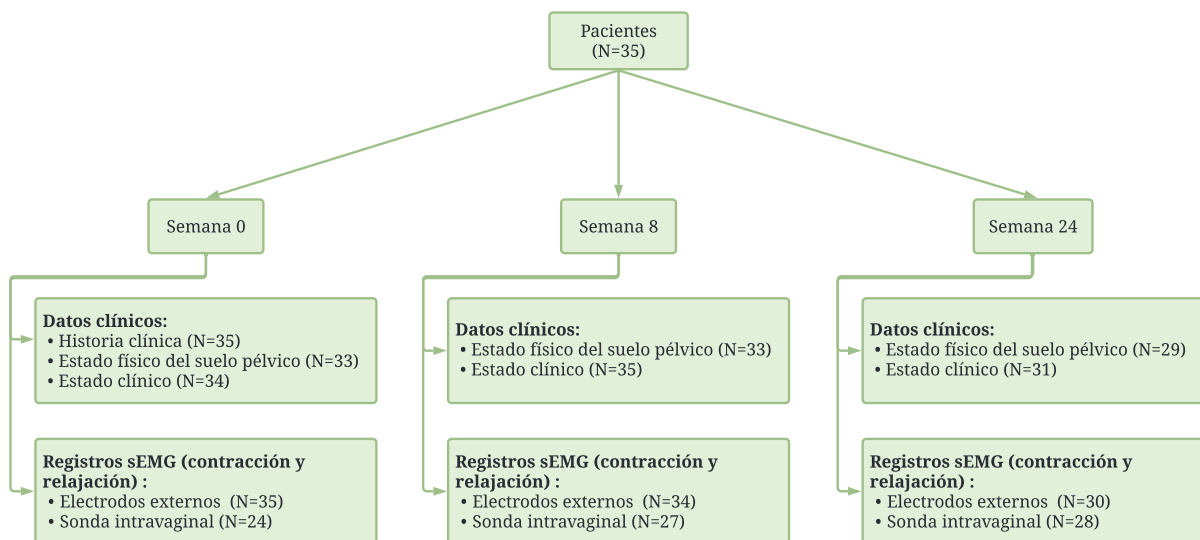 Pacientes
(N=35)
Semana 0
Semana 8
Semana 24
Datos clínicos:
• Historia clínica (N=35)
• Estado físico del suelo pélvico (N=33)
• Estado clínico (N=34)
Datos clínicos:
• Estado físico del suelo pélvico (N=33)
• Estado clínico (N=35)
Datos clínicos:
• Estado físico del suelo pélvico (N=29)
• Estado clínico (N=31)
Registros sEMG (contracción y
relajación) :
• Electrodos externos  (N=35)
• Sonda intravaginal (N=24)
Registros sEMG (contracción y
relajación) :
• Electrodos externos  (N=34)
• Sonda intravaginal (N=27)
Registros sEMG (contracción y
relajación) :
• Electrodos externos  (N=30)
• Sonda intravaginal (N=28)